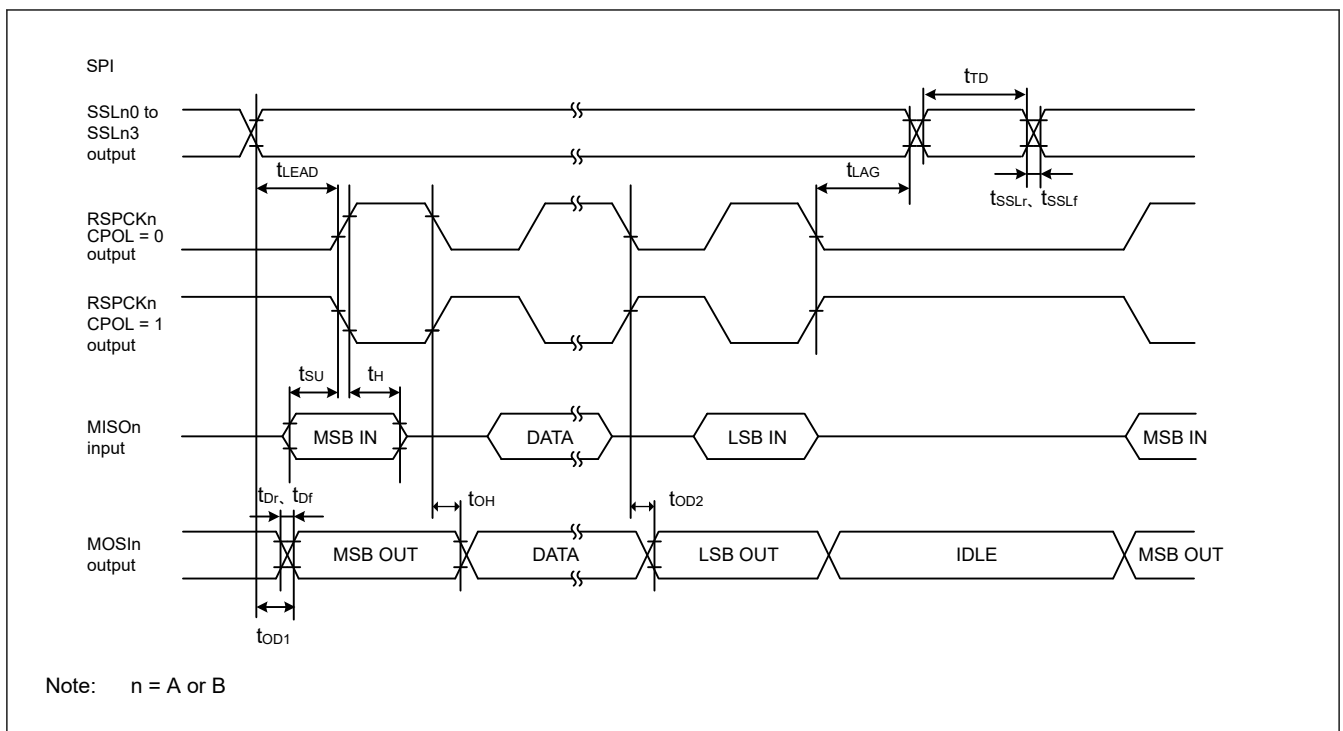 SPI
tTD
SSLn0 to
SSLn3
output
tLEAD
tLAG
tSSLr、tSSLf
RSPCKn
CPOL = 0
output
RSPCKn
CPOL = 1
output
tSU
tH
MISOn
input
MSB IN
DATA
LSB IN
MSB IN
tDr、tDf
tOH
tOD2
MOSIn
output
MSB OUT
DATA
LSB OUT
IDLE
MSB OUT
tOD1
Note: n = A or B